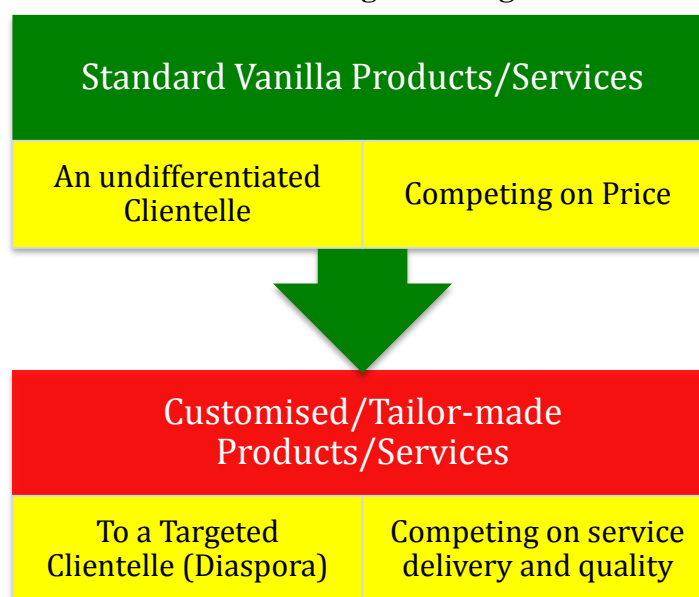 Standard Vanilla Products/Services
An undifferentiated
Clientelle
Competing on Price
Customised/Tailor-made
Products/Services
To a Targeted
Clientelle (Diaspora)
Competing on service
delivery and quality